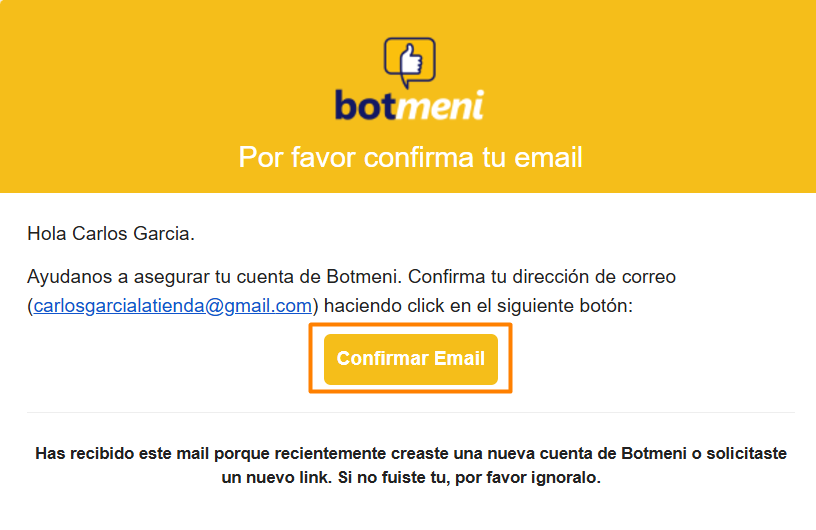 botmeni
Por favor confirma tu email
Hola Carlos Garcia.
Ayudanos a asegurar tu cuenta de Botmeni. Confirma tu dirección de correo
(carlosgarcialatienda@gmail.com) haciendo click en el siguiente botón:
Confirmar Email
Has recibido este mail porque recientemente creaste una nueva cuenta de Botmeni o solicitaste
un nuevo link. Si no fuiste tu, por favor ignoralo.